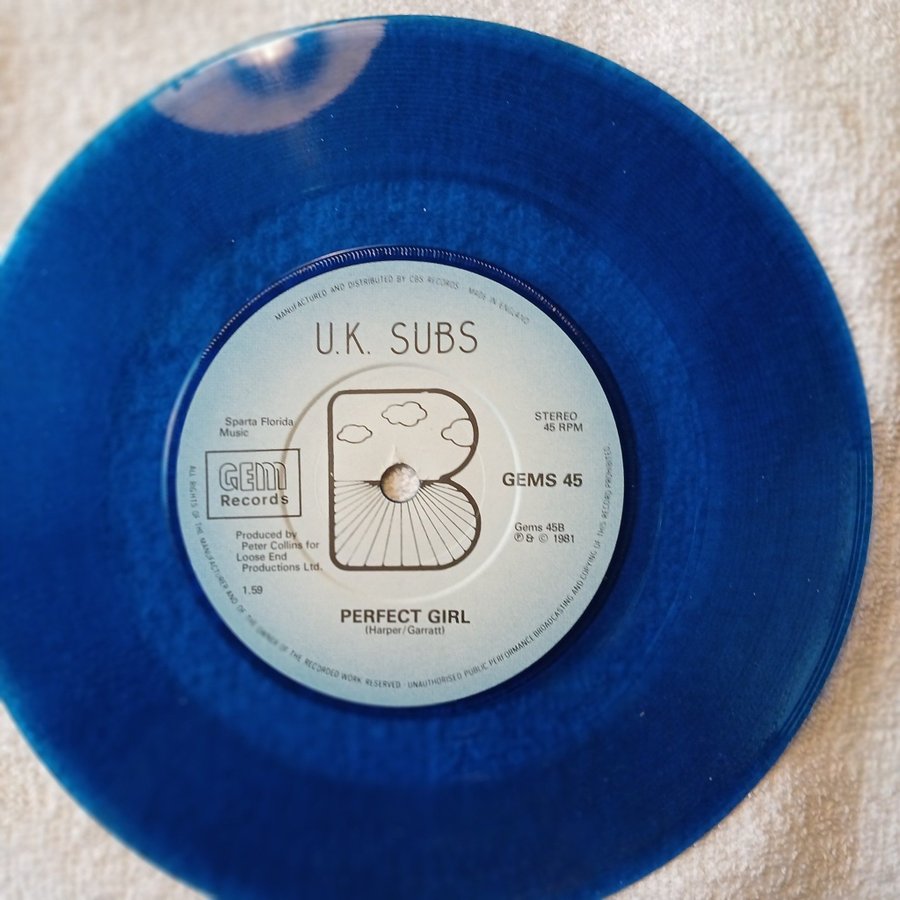 MANUFACTURED AND DISTRIBUTED BY CBS RECORDS · MADE IN ENGLAND
U.K. SUBS
Sparta Florida
Music
STEREO
45 RPM
GEM
Records
B
GEMS 45
Gems 45B
℗ & © 1981
Produced by
Peter Collins for
Loose End
Productions Ltd.
1.59
PERFECT GIRL
(Harper/Garratt)
ALL RIGHTS OF THE MANUFACTURER AND OF THE OWNER OF THE RECORDED WORK RESERVED · UNAUTHORISED PUBLIC PERFORMANCE BROADCASTING AND COPYING OF THIS RECORD PROHIBITED